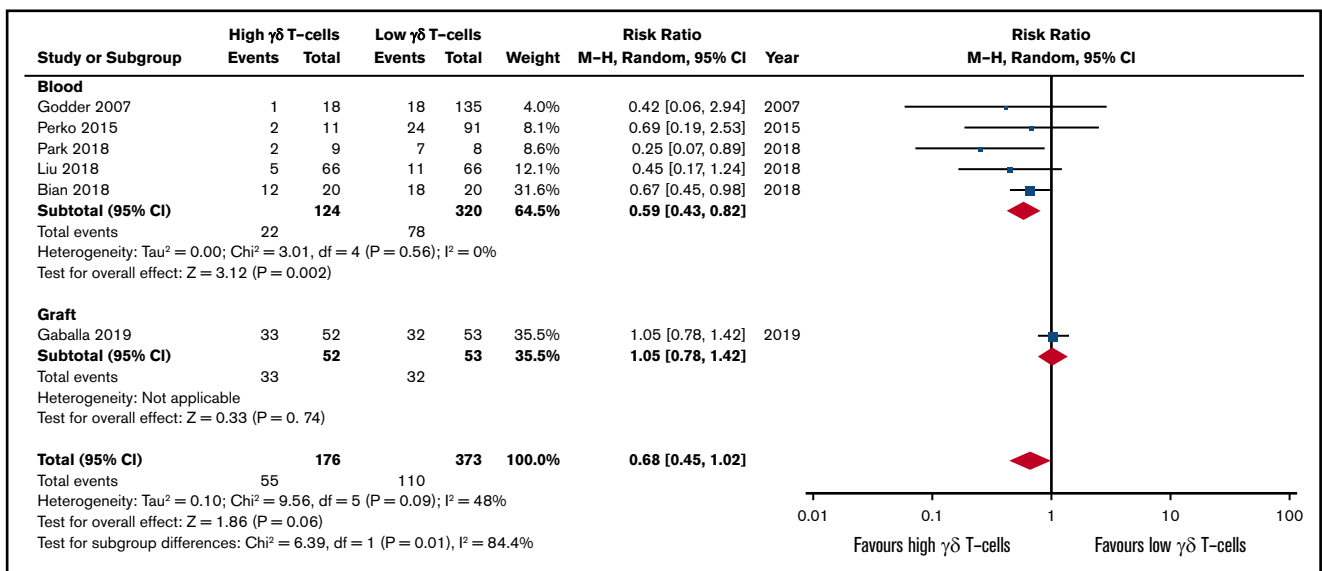 High γδ T–cells Low γδ T–cells Risk Ratio Risk Ratio
Study or Subgroup Events Total Events Total Weight M–H, Random, 95% CI Year M–H, Random, 95% CI
Blood
Godder 2007 1 18 18 135 4.0% 0.42 [0.06, 2.94] 2007
Perko 2015 2 11 24 91 8.1% 0.69 [0.19, 2.53] 2015
Park 2018 2 9 7 8 8.6% 0.25 [0.07, 0.89] 2018
Liu 2018 5 66 11 66 12.1% 0.45 [0.17, 1.24] 2018
Bian 2018 12 20 18 20 31.6% 0.67 [0.45, 0.98] 2018
Subtotal (95% CI) 124 320 64.5% 0.59 [0.43, 0.82]
Total events 22 78
Heterogeneity: Tau² = 0.00; Chi² = 3.01, df = 4 (P = 0.56); I² = 0%
Test for overall effect: Z = 3.12 (P = 0.002)
Graft
Gaballa 2019 33 52 32 53 35.5% 1.05 [0.78, 1.42] 2019
Subtotal (95% CI) 52 53 35.5% 1.05 [0.78, 1.42]
Total events 33 32
Heterogeneity: Not applicable
Test for overall effect: Z = 0.33 (P = 0. 74)
Total (95% CI) 176 373 100.0% 0.68 [0.45, 1.02]
Total events 55 110
Heterogeneity: Tau² = 0.10; Chi² = 9.56, df = 5 (P = 0.09); I² = 48%
Test for overall effect: Z = 1.86 (P = 0.06)
Test for subgroup differences: Chi² = 6.39, df = 1 (P = 0.01), I² = 84.4%
0.01 0.1 1 10 100
Favours high γδ T–cells Favours low γδ T–cells